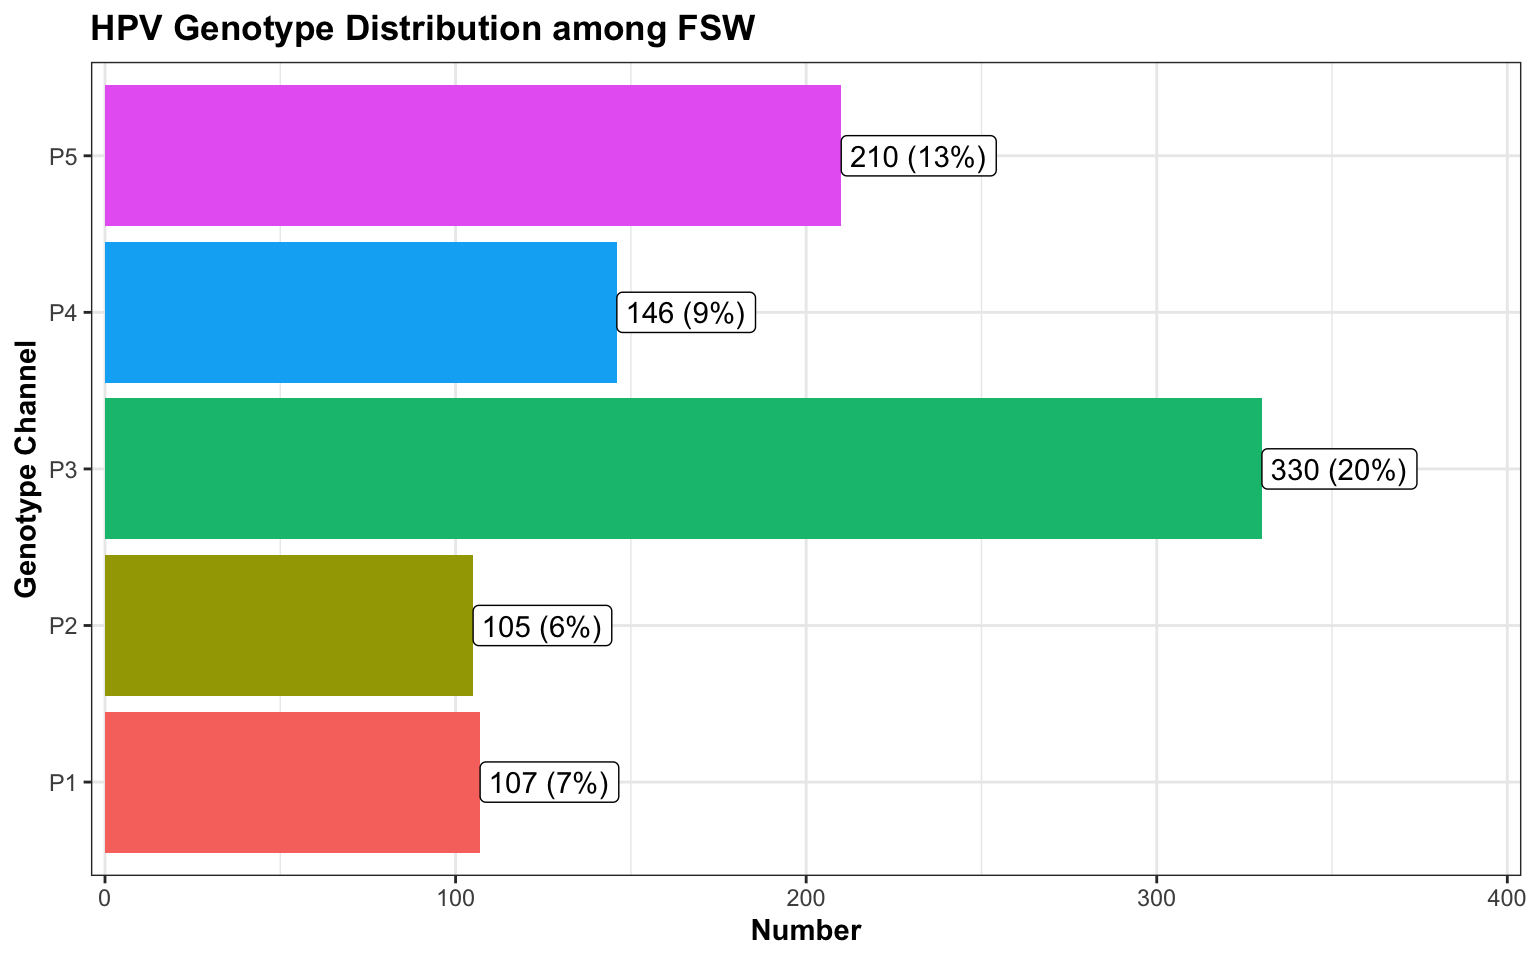 HPV Genotype Distribution among FSW
Genotype Channel
P5
210 (13%)
P4
146 (9%)
P3
330 (20%)
P2
105 (6%)
P1
107 (7%)
0
100
200
300
400
Number